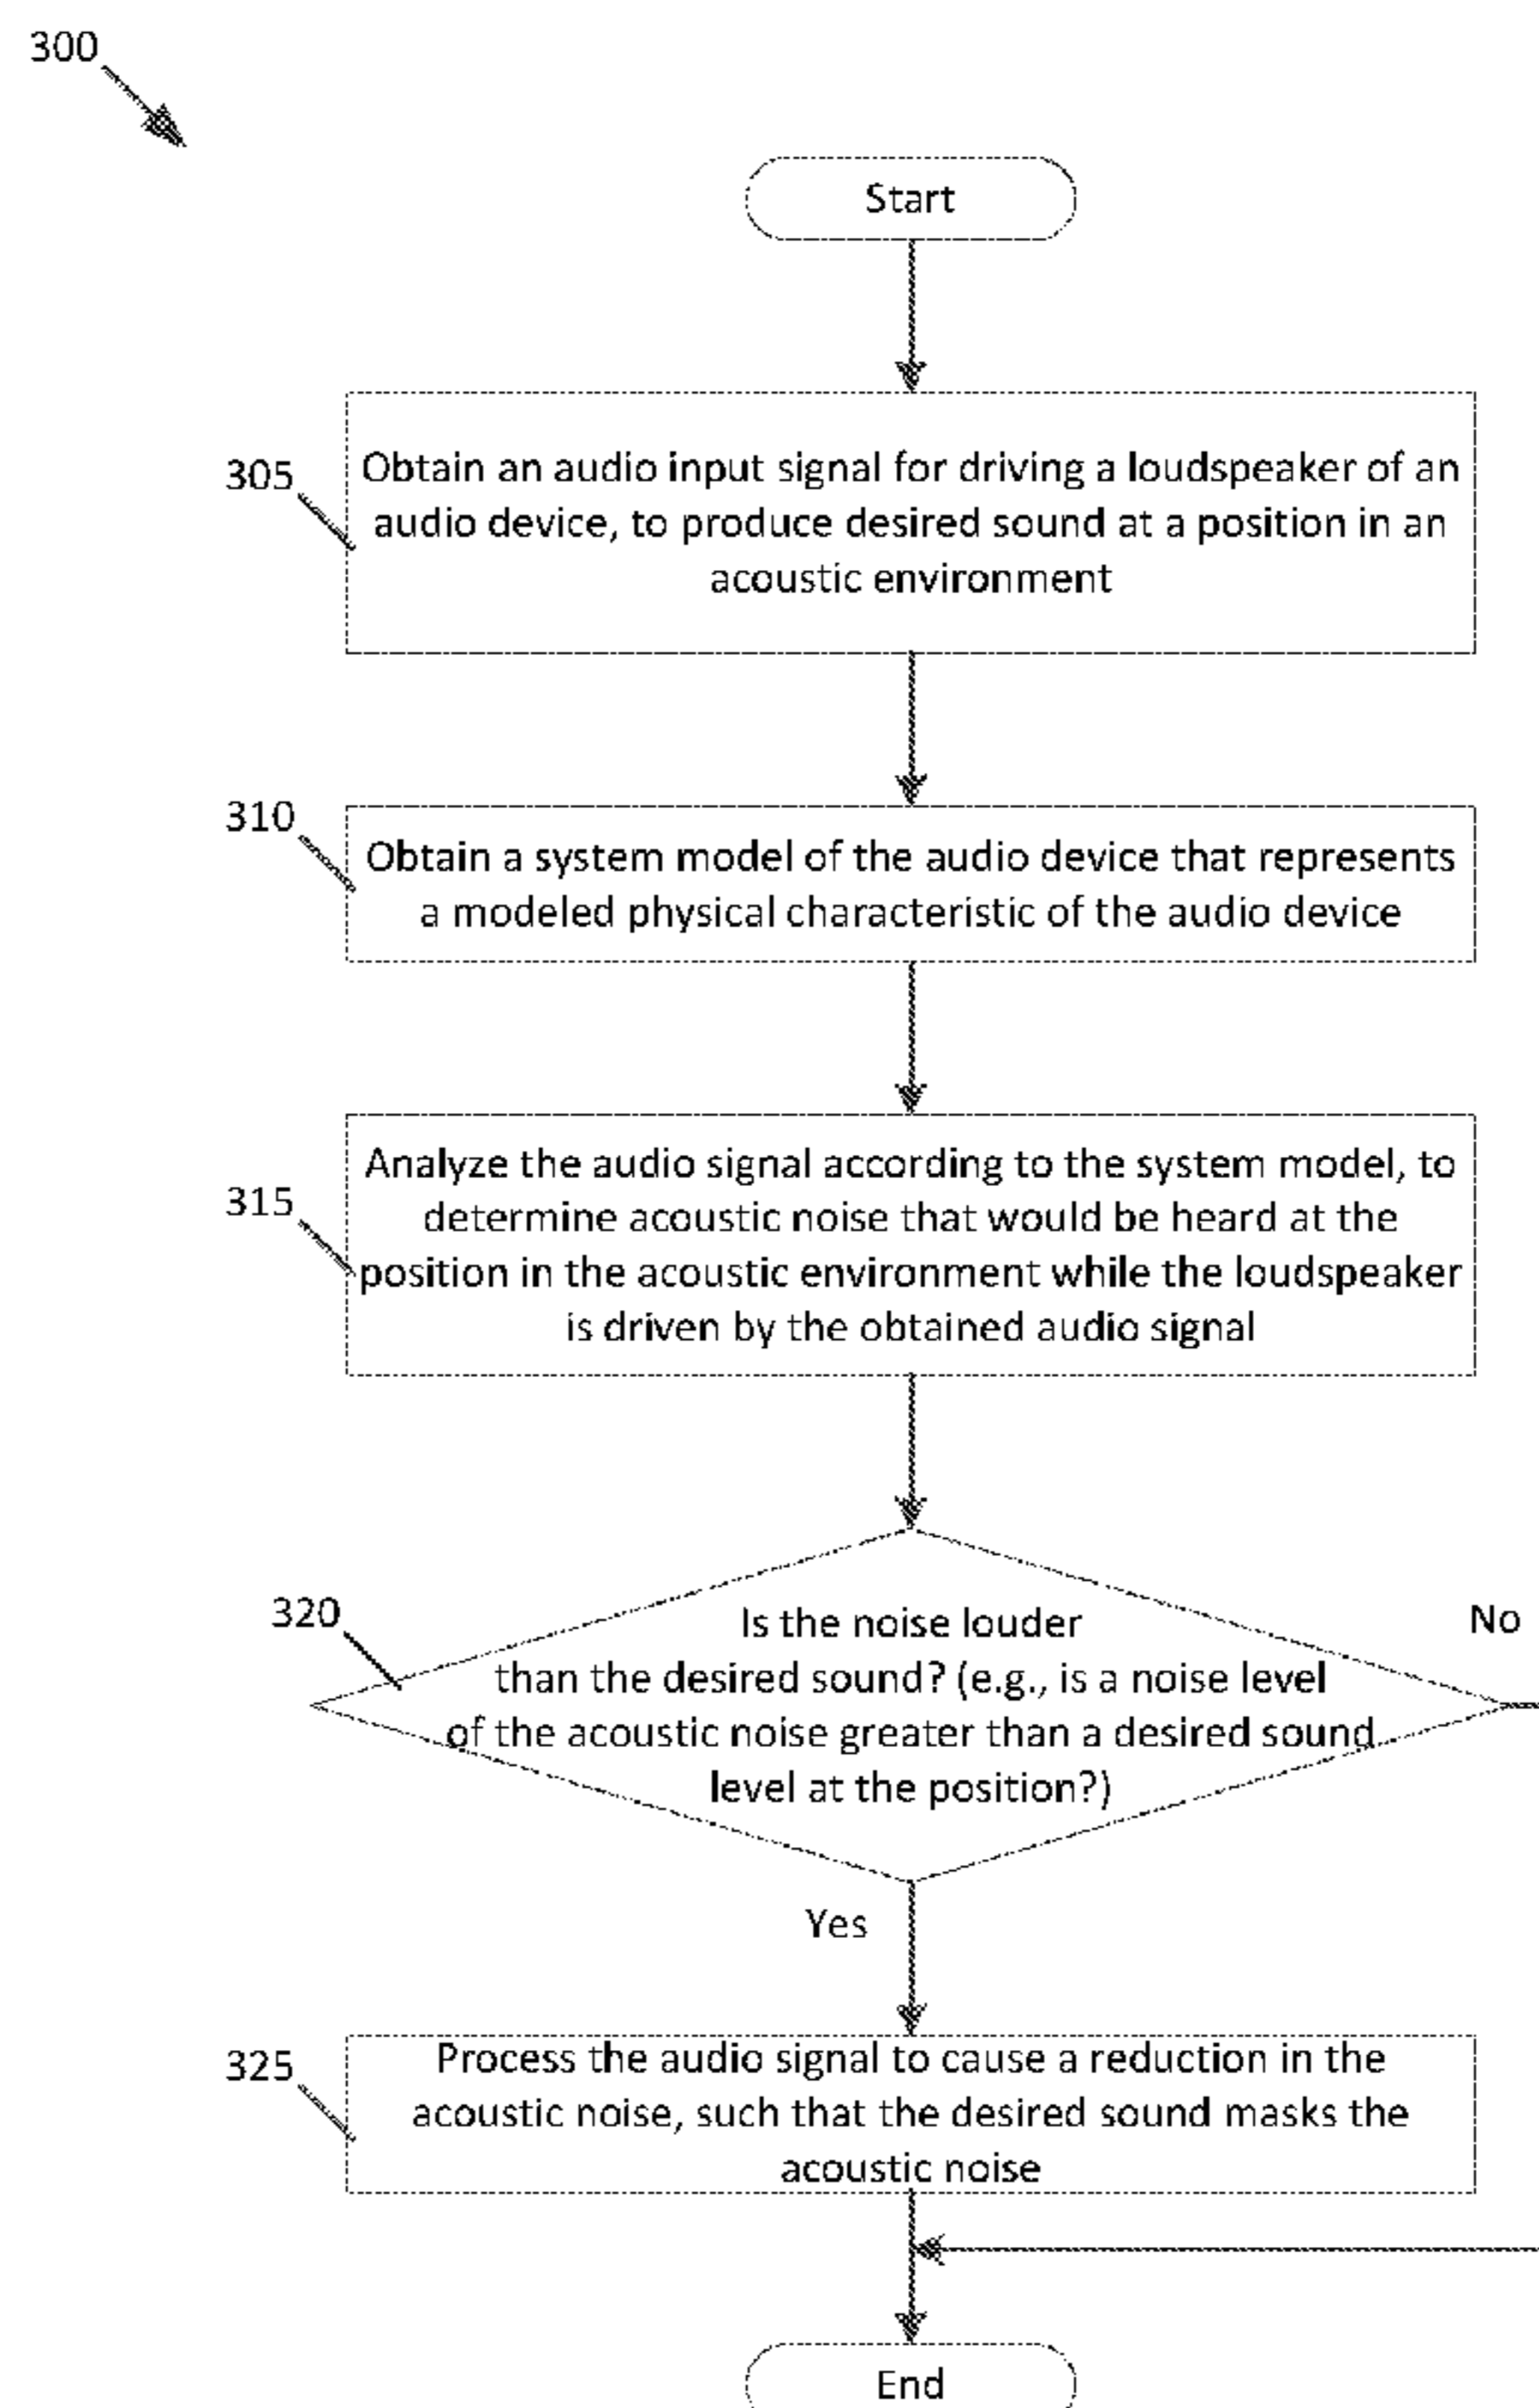 300
Start
305
Obtain an audio input signal for driving a loudspeaker of an
audio device, to produce desired sound at a position in an
acoustic environment
310
Obtain a system model of the audio device that represents
a modeled physical characteristic of the audio device
315
Analyze the audio signal according to the system model, to
determine acoustic noise that would be heard at the
position in the acoustic environment while the loudspeaker
is driven by the obtained audio signal
320
Is the noise louder
than the desired sound? (e.g., is a noise level
of the acoustic noise greater than a desired sound
level at the position?)
No
Yes
325
Process the audio signal to cause a reduction in the
acoustic noise, such that the desired sound masks the
acoustic noise
End